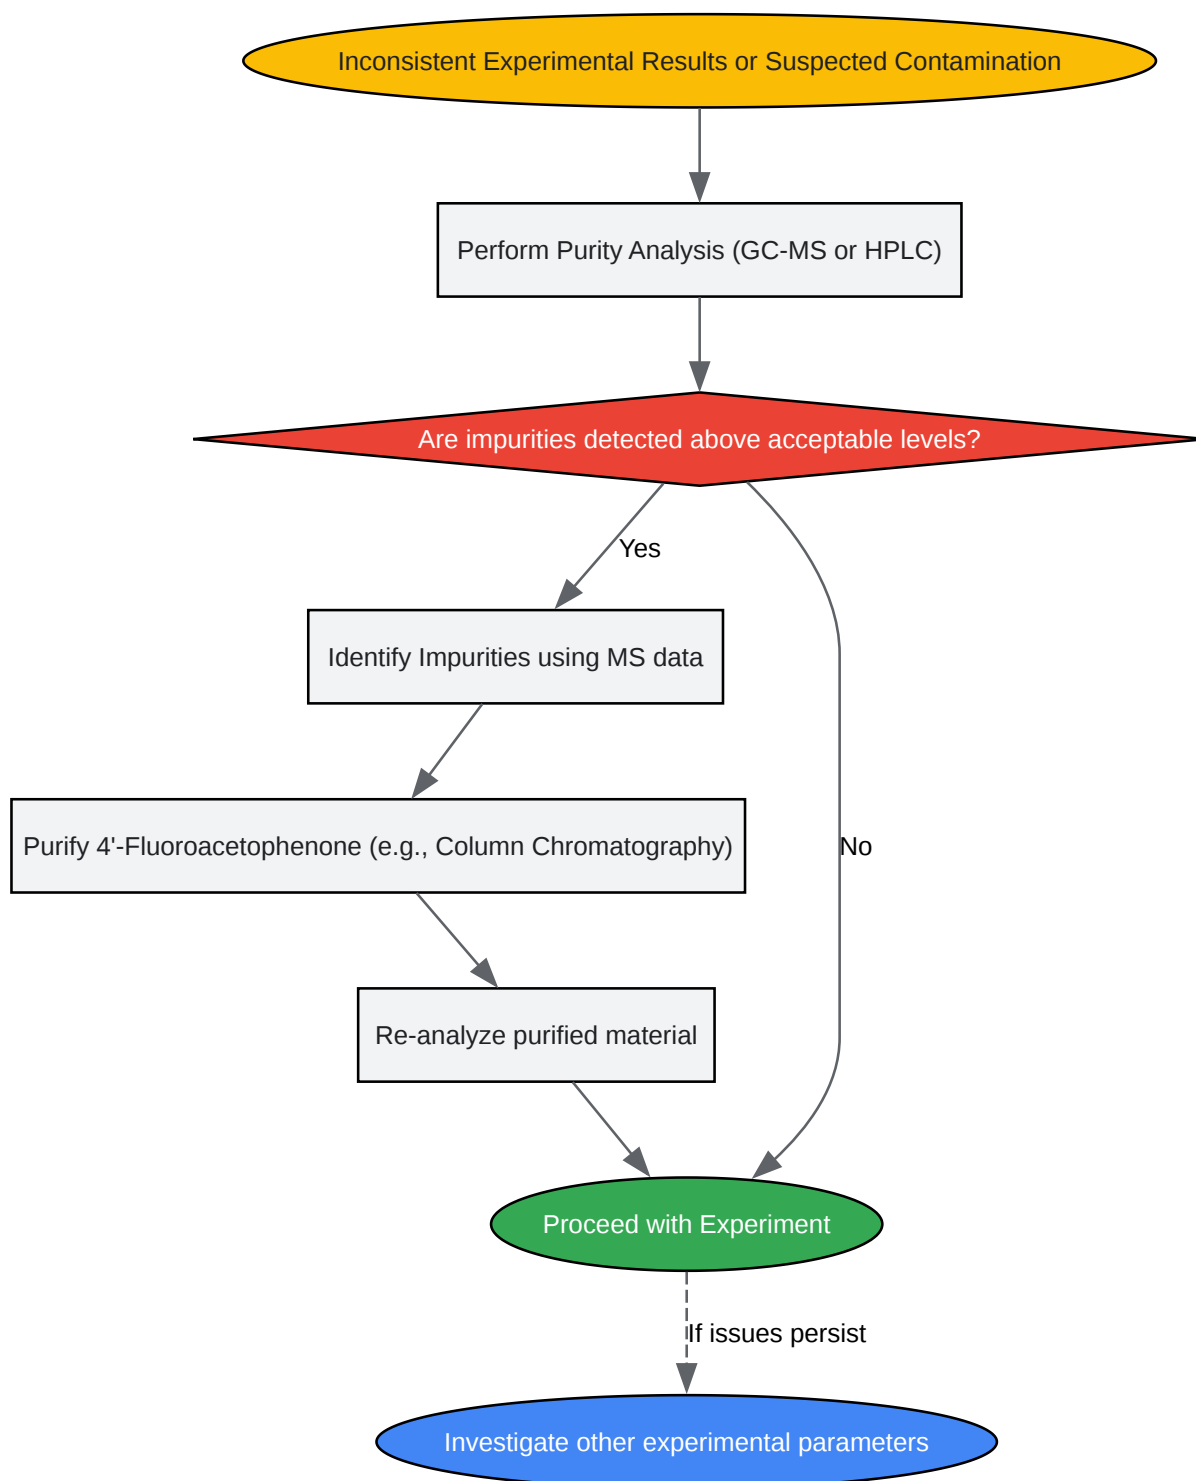 Inconsistent Experimental Results or Suspected Contamination
Perform Purity Analysis (GC-MS or HPLC)
Are impurities detected above acceptable levels?
Yes
Identify Impurities using MS data
Purify 4'-Fluoroacetophenone (e.g., Column Chromatography)
No
Re-analyze purified material
Proceed with Experiment
If issues persist
Investigate other experimental parameters